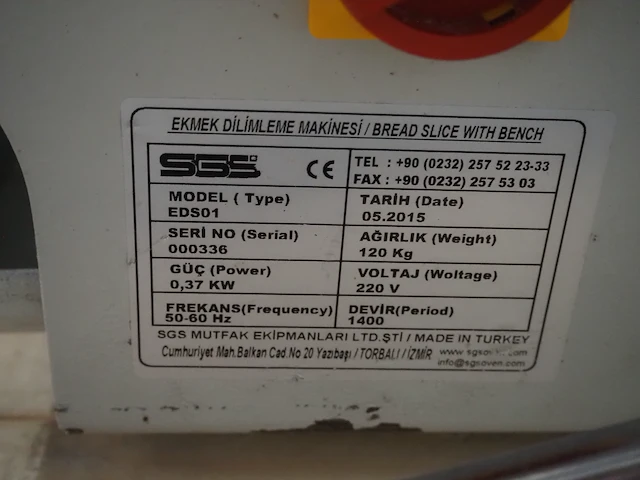 EKMEK DİLİMLEME MAKİNESİ / BREAD SLICE WITH BENCH
SGS CE
TEL : +90 (0232) 257 52 23-33
FAX : +90 (0232) 257 53 03
MODEL ( Type)
EDS01
TARİH (Date)
05.2015
SERİ NO (Serial)
000336
AĞIRLIK (Weight)
120 Kg
GÜÇ (Power)
0,37 KW
VOLTAJ (Woltage)
220 V
FREKANS(Frequency)
50-60 Hz
DEVİR(Period)
1400
SGS MUTFAK EKİPMANLARI LTD.ŞTİ / MADE IN TURKEY
Cumhuriyet Mah.Balkan Cad.No 20 Yazıbaşı / TORBALI / İZMİR
info@sgsoven.com